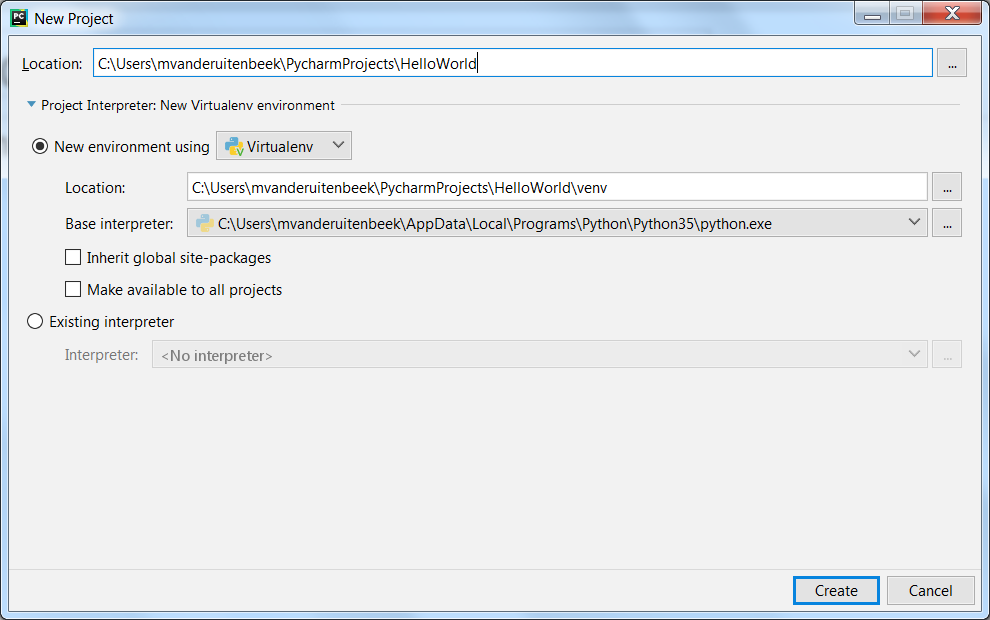 New Project
Location: C:\Users\mvanderuitenbeek\PycharmProjects\HelloWorld ...
Project Interpreter: New Virtualenv environment
New environment using Virtualenv
Location: C:\Users\mvanderuitenbeek\PycharmProjects\HelloWorld\venv ...
Base interpreter: C:\Users\mvanderuitenbeek\AppData\Local\Programs\Python\Python35\python.exe ...
Inherit global site-packages
Make available to all projects
Existing interpreter
Interpreter: <No interpreter> ...
Create Cancel